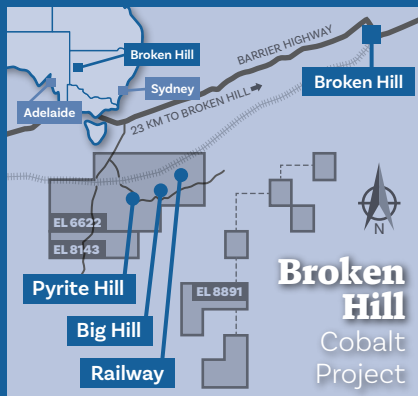 Broken Hill
Sydney
Adelaide
BARRIER HIGHWAY
Broken Hill
23 KM TO BROKEN HILL
EL 6622
EL 8143
EL 8891
N
Pyrite Hill
Big Hill
Railway
Broken
Hill
Cobalt
Project